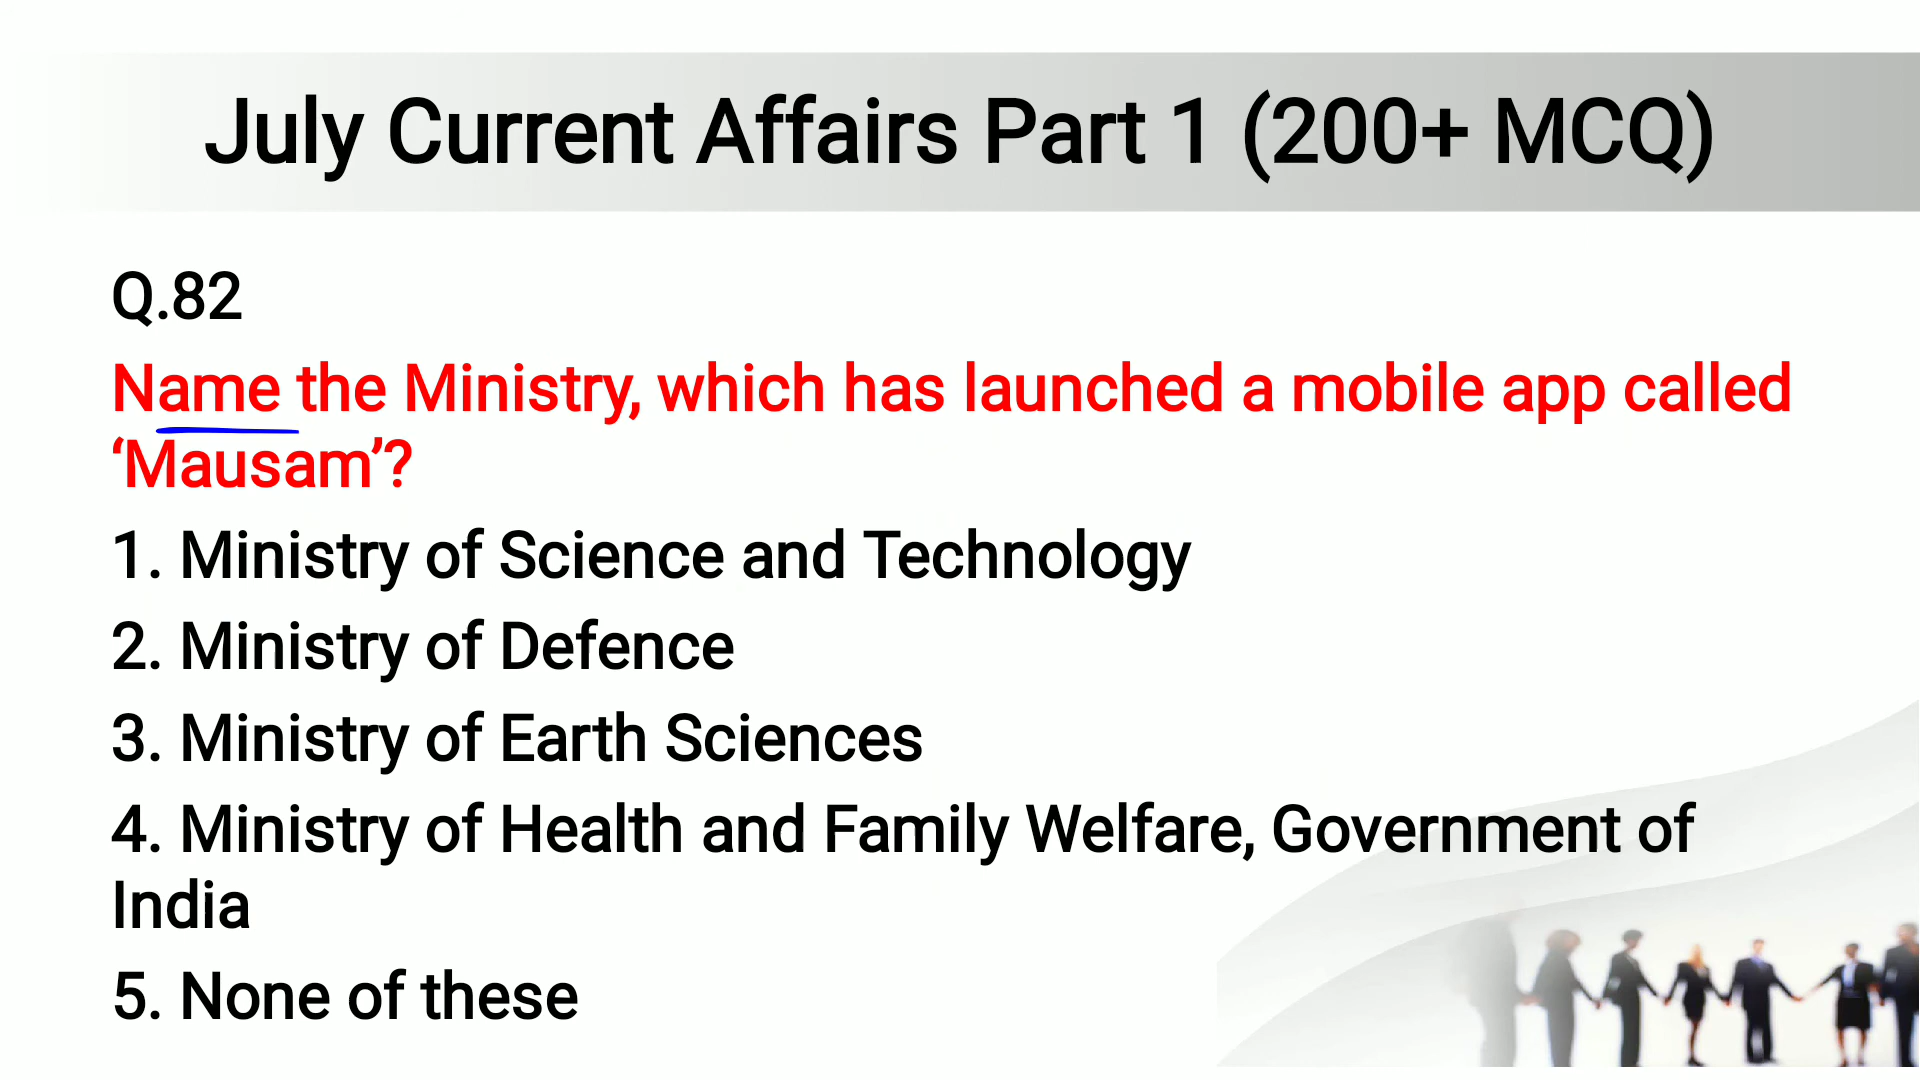 July Current Affairs Part 1 (200+ MCQ)
Q.82
Name the Ministry, which has launched a mobile app called
‘Mausam’?
1. Ministry of Science and Technology
2. Ministry of Defence
3. Ministry of Earth Sciences
4. Ministry of Health and Family Welfare, Government of
India
5. None of these